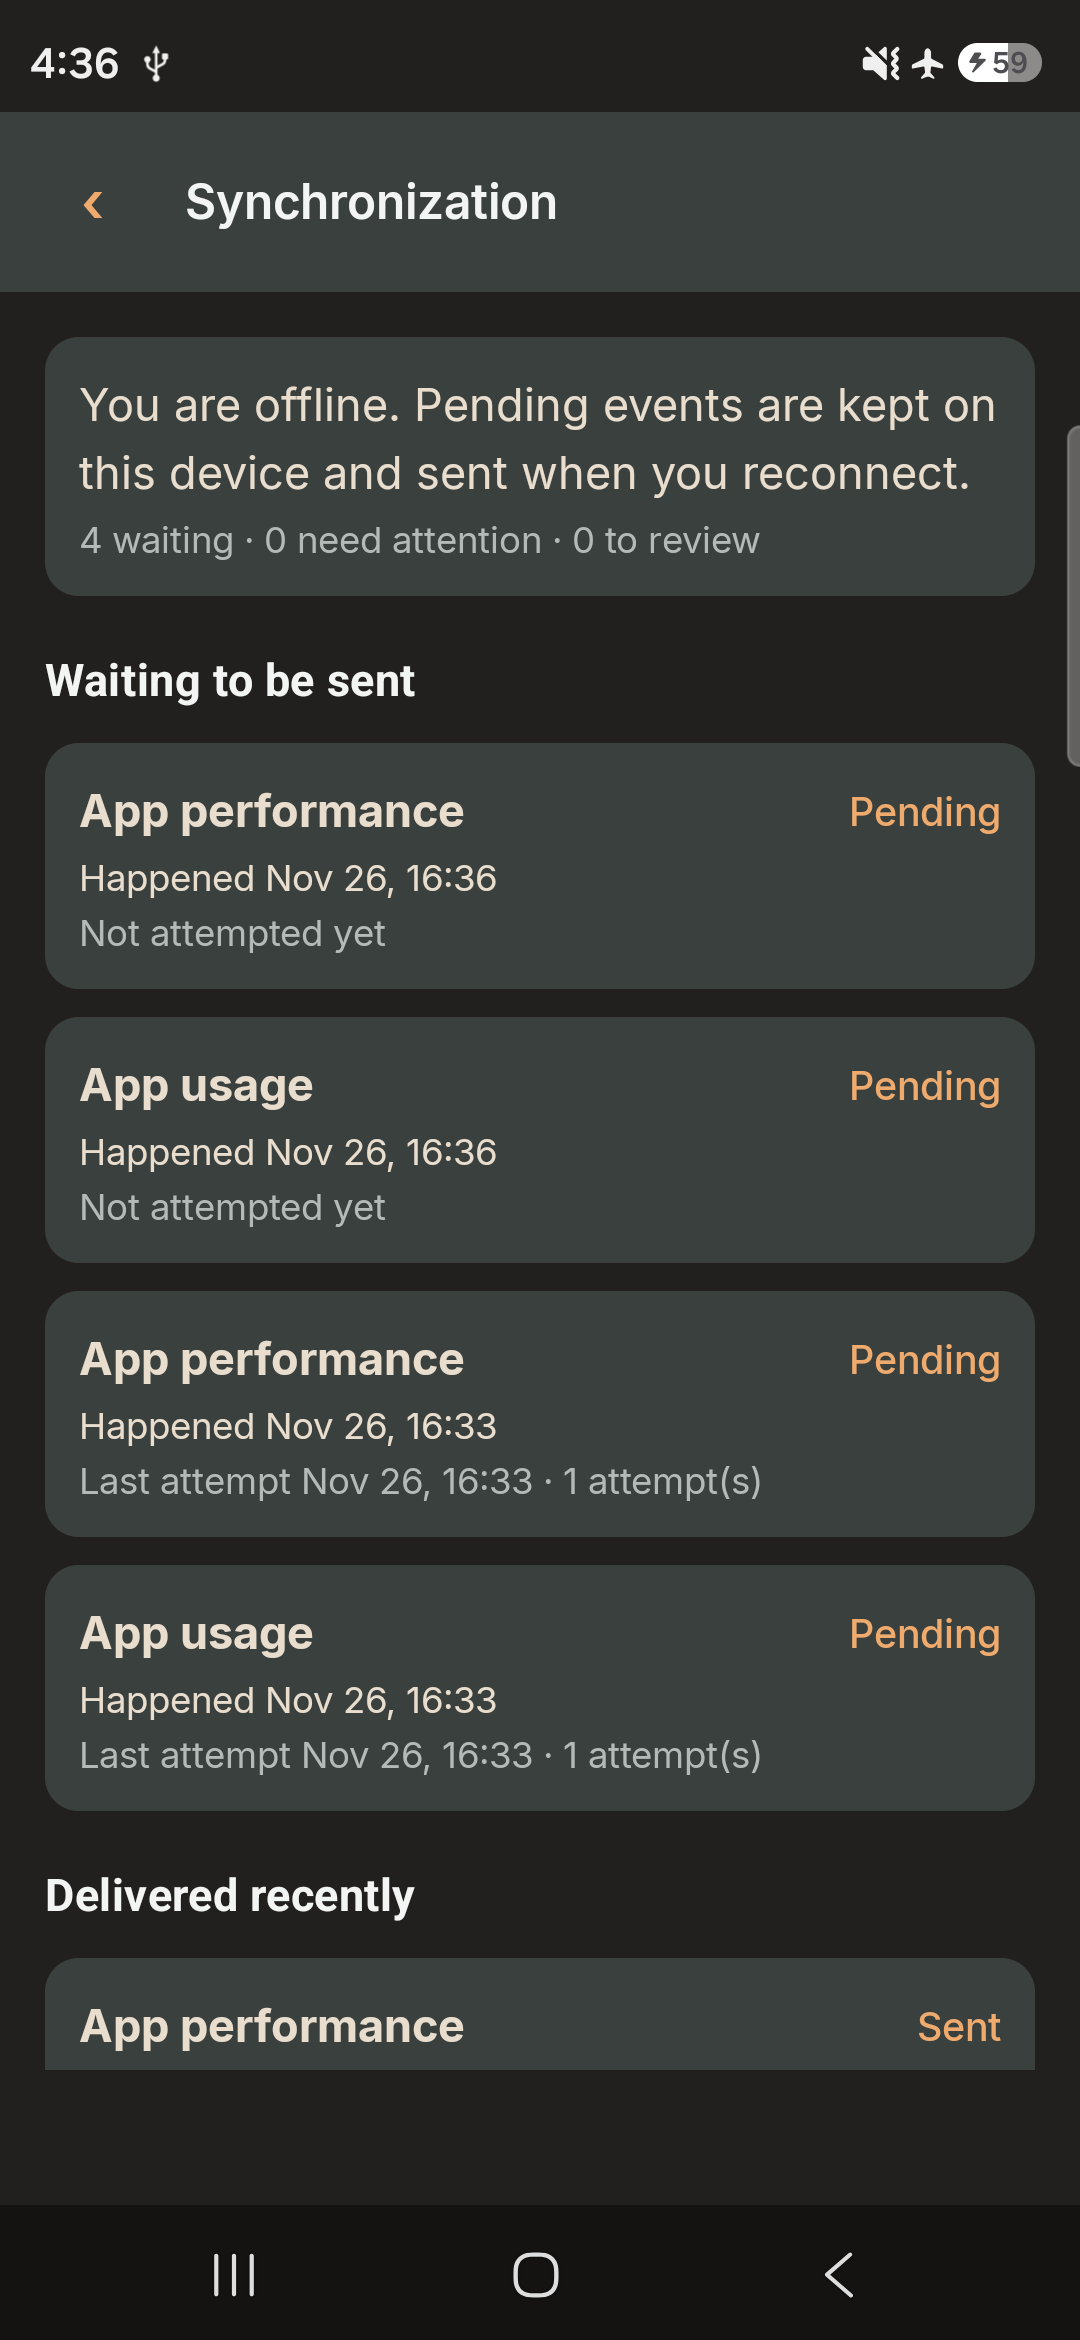 4:36
59
Synchronization
You are offline. Pending events are kept on
this device and sent when you reconnect.
4 waiting · 0 need attention · 0 to review
Waiting to be sent
App performance Pending
Happened Nov 26, 16:36
Not attempted yet
App usage Pending
Happened Nov 26, 16:36
Not attempted yet
App performance Pending
Happened Nov 26, 16:33
Last attempt Nov 26, 16:33 · 1 attempt(s)
App usage Pending
Happened Nov 26, 16:33
Last attempt Nov 26, 16:33 · 1 attempt(s)
Delivered recently
App performance Sent